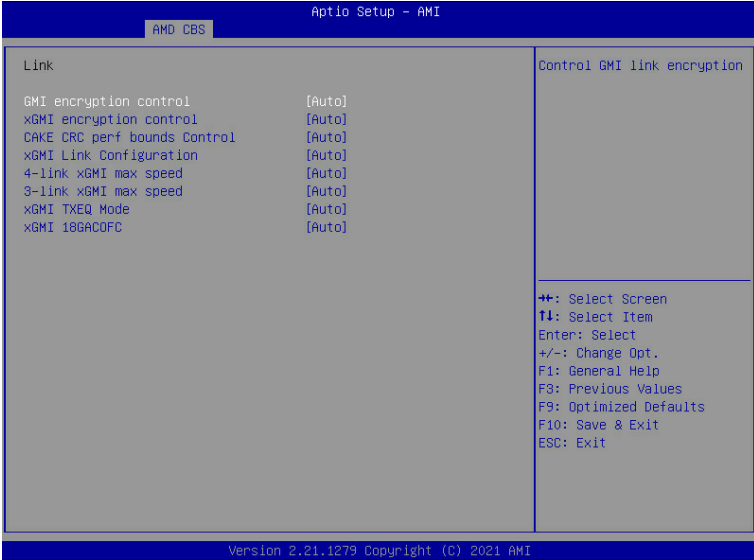 Aptio Setup – AMI
AMD CBS
Link
GMI encryption control [Auto]
xGMI encryption control [Auto]
CAKE CRC perf bounds Control [Auto]
xGMI Link Configuration [Auto]
4-link xGMI max speed [Auto]
3-link xGMI max speed [Auto]
xGMI TXEQ Mode [Auto]
xGMI 18GACOFC [Auto]
Control GMI link encryption
→←: Select Screen
↑↓: Select Item
Enter: Select
+/-: Change Opt.
F1: General Help
F3: Previous Values
F9: Optimized Defaults
F10: Save & Exit
ESC: Exit
Version 2.21.1279 Copyright (C) 2021 AMI